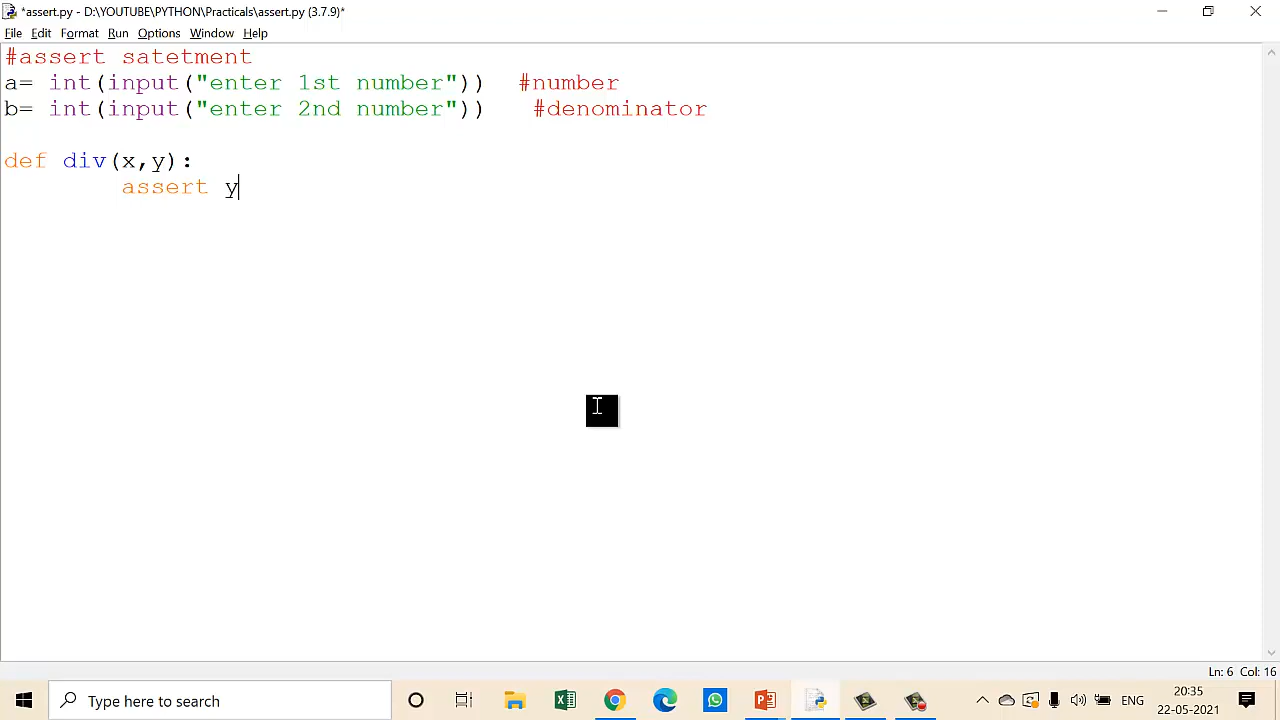 *assert.py - D:\YOUTUBE\PYTHON\Practicals\assert.py (3.7.9)*
File Edit Format Run Options Window Help
#assert satetment
a= int(input("enter 1st number")) #number
b= int(input("enter 2nd number")) #denominator
def div(x,y):
assert y
Ln: 6 Col: 16
Type here to search
ENG
20:35
22-05-2021